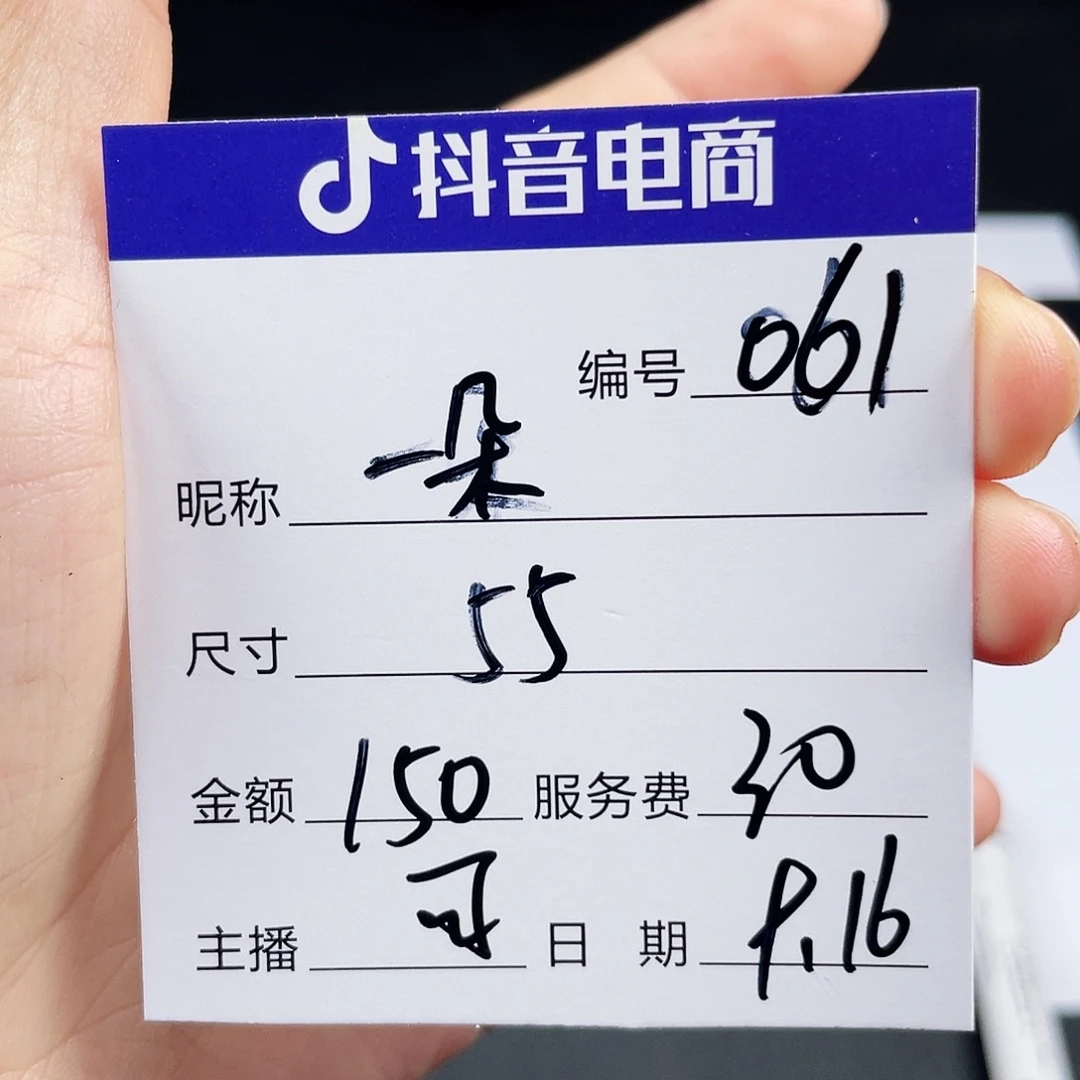 抖音电商
编号 061
昵称 一朵
尺寸 55
金额 150 服务费 30
主播 日 期 9.16